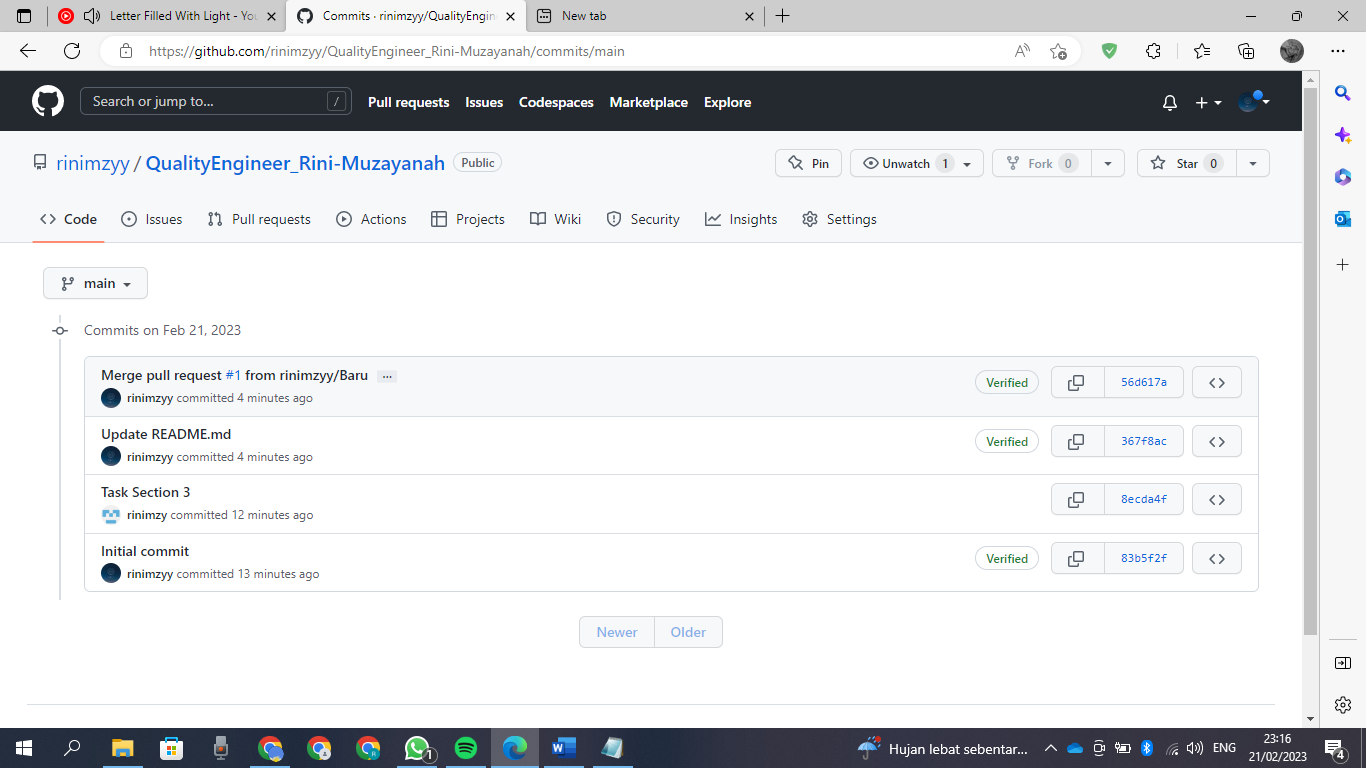 Letter Filled With Light - You
Commits · rinimzyy/QualityEngin
New tab
https://github.com/rinimzyy/QualityEngineer_Rini-Muzayanah/commits/main
Search or jump to... /
Pull requests Issues Codespaces Marketplace Explore
rinimzyy / QualityEngineer_Rini-Muzayanah Public
Pin Unwatch 1 Fork 0 Star 0
Code Issues Pull requests Actions Projects Wiki Security Insights Settings
main
Commits on Feb 21, 2023
Merge pull request #1 from rinimzyy/Baru ...
rinimzyy committed 4 minutes ago
Verified 56d617a
Update README.md
rinimzyy committed 4 minutes ago
Verified 367f8ac
Task Section 3
rinimzy committed 12 minutes ago
8ecda4f
Initial commit
rinimzyy committed 13 minutes ago
Verified 83b5f2f
Newer Older
Hujan lebat sebentar...
ENG
23:16
21/02/2023
1
4